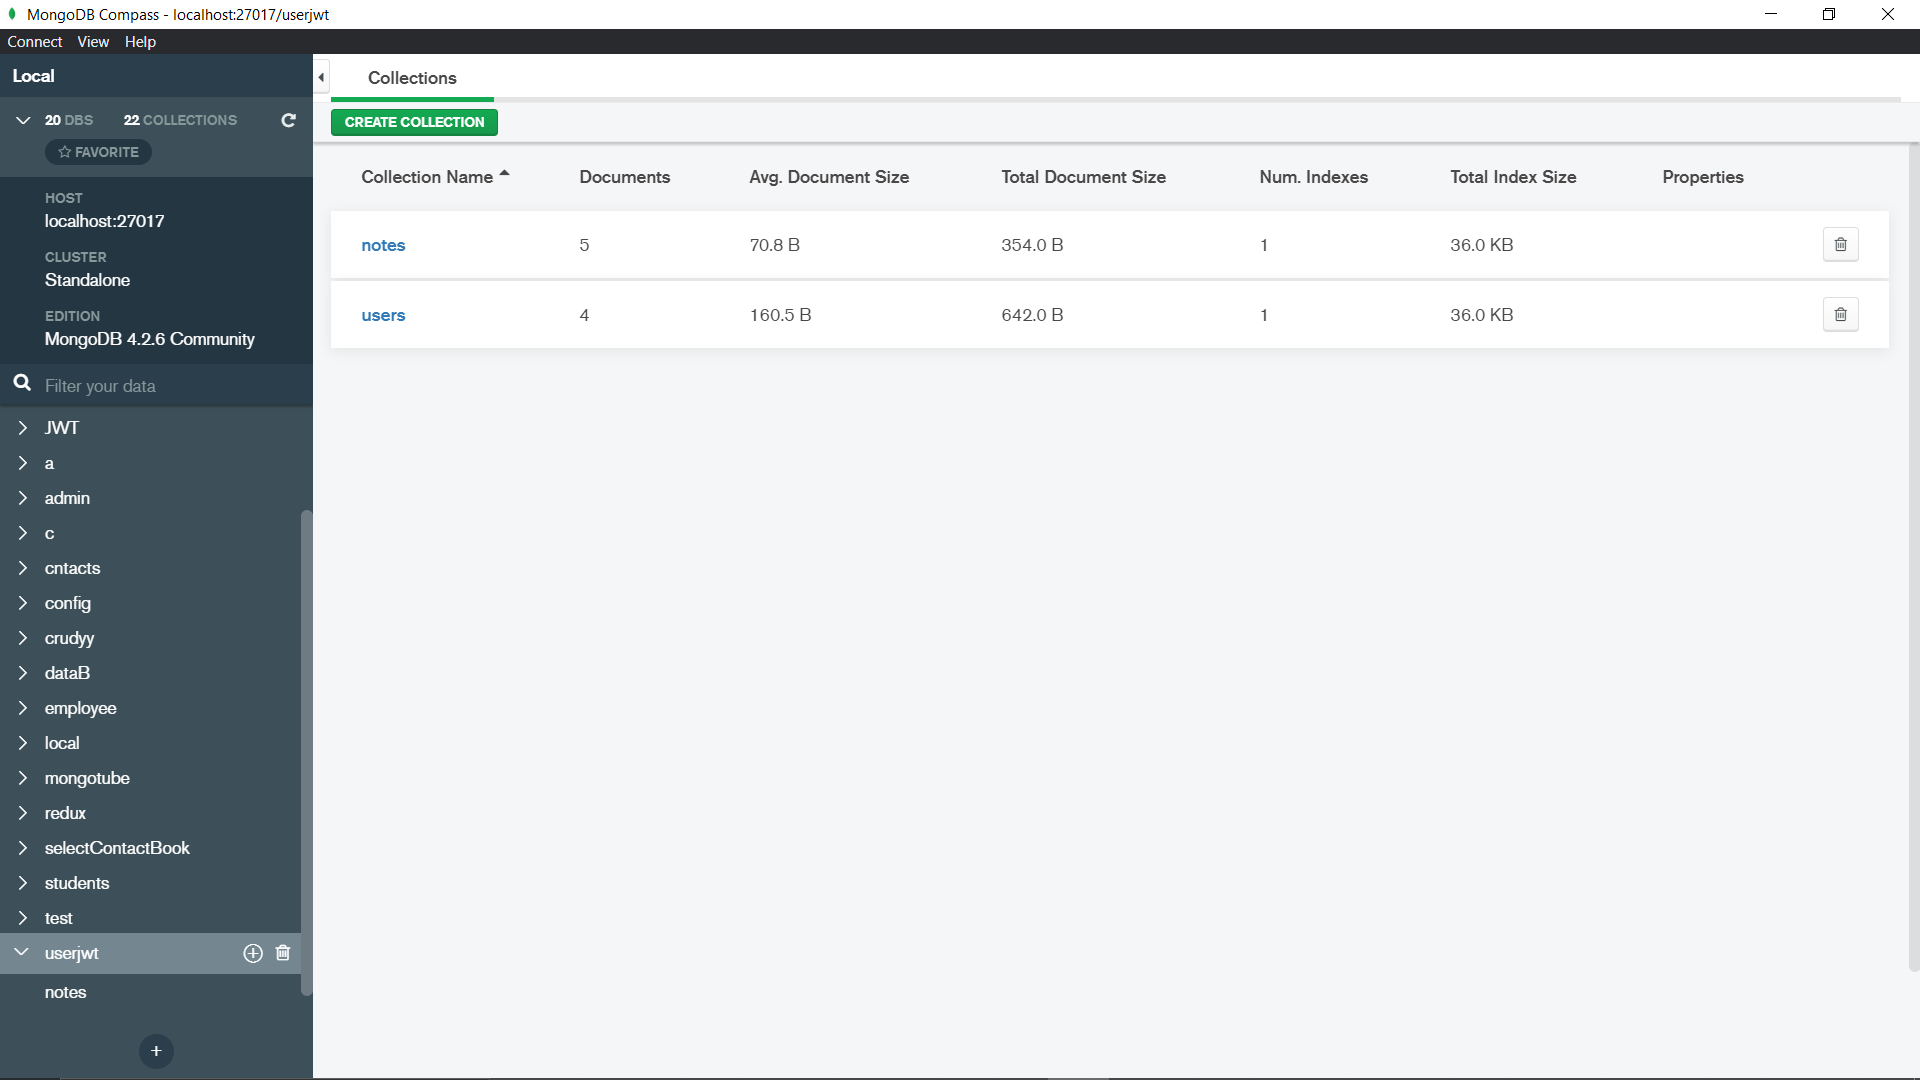 MongoDB Compass - localhost:27017/userjwt
Connect View Help
Local
20 DBS 22 COLLECTIONS
FAVORITE
HOST
localhost:27017
CLUSTER
Standalone
EDITION
MongoDB 4.2.6 Community
Filter your data
JWT
a
admin
c
cntacts
config
crudyy
dataB
employee
local
mongotube
redux
selectContactBook
students
test
userjwt
notes
+
Collections
CREATE COLLECTION
Collection Name Documents Avg. Document Size Total Document Size Num. Indexes Total Index Size Properties
notes 5 70.8 B 354.0 B 1 36.0 KB
users 4 160.5 B 642.0 B 1 36.0 KB